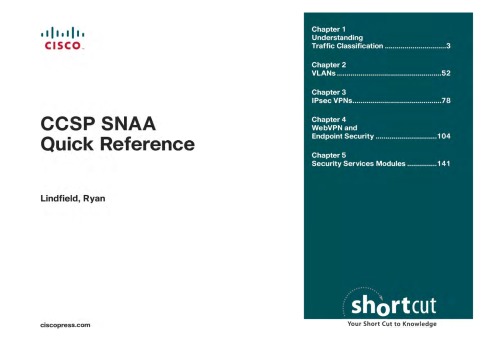 CISCO
CCSP SNAA
Quick Reference
Lindfield, Ryan
ciscopress.com
Chapter 1
Understanding
Traffic Classification ...............................3
Chapter 2
VLANs ....................................................52
Chapter 3
IPsec VPNs.............................................78
Chapter 4
WebVPN and
Endpoint Security ..............................104
Chapter 5
Security Services Modules ...............141
shortcut
Your Short Cut to Knowledge